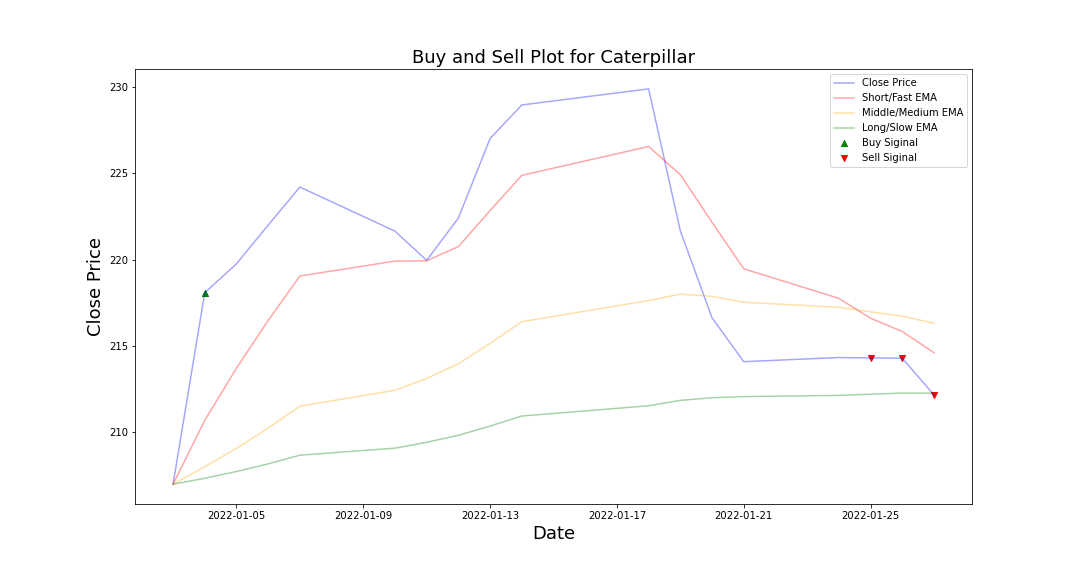 Buy and Sell Plot for Caterpillar
Close Price
Short/Fast EMA
Middle/Medium EMA
Long/Slow EMA
Buy Siginal
Sell Siginal
Close Price
230
225
220
215
210
2022-01-05 2022-01-09 2022-01-13 2022-01-17 2022-01-21 2022-01-25
Date